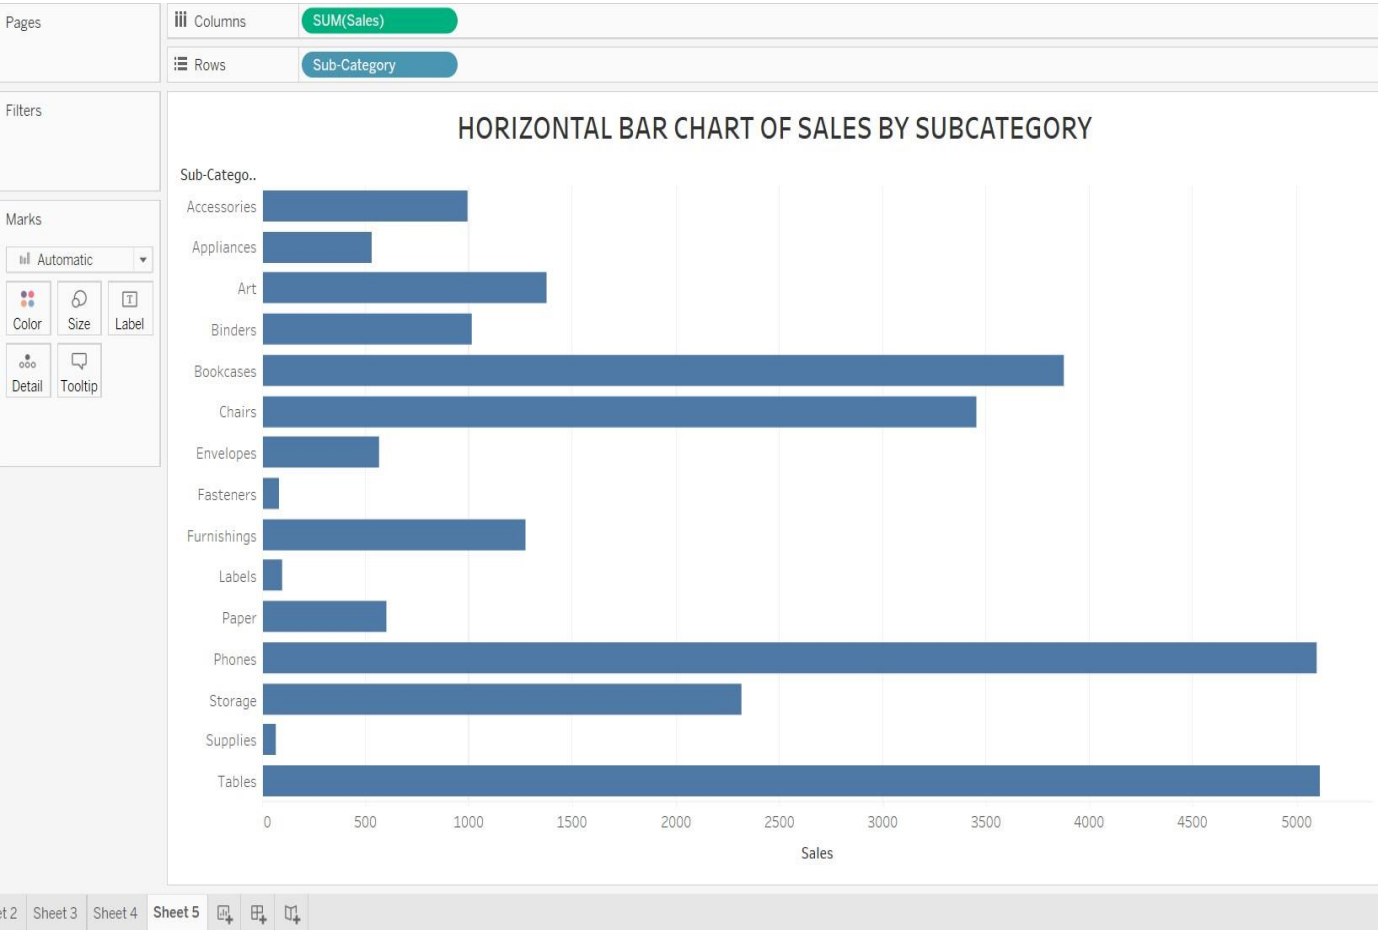 Pages
Columns
SUM(Sales)
Rows
Sub-Category
Filters
HORIZONTAL BAR CHART OF SALES BY SUBCATEGORY
Sub-Catego..
Marks
Automatic
Color Size Label
Detail Tooltip
Accessories
Appliances
Art
Binders
Bookcases
Chairs
Envelopes
Fasteners
Furnishings
Labels
Paper
Phones
Storage
Supplies
Tables
0 500 1000 1500 2000 2500 3000 3500 4000 4500 5000
Sales
et 2 Sheet 3 Sheet 4 Sheet 5